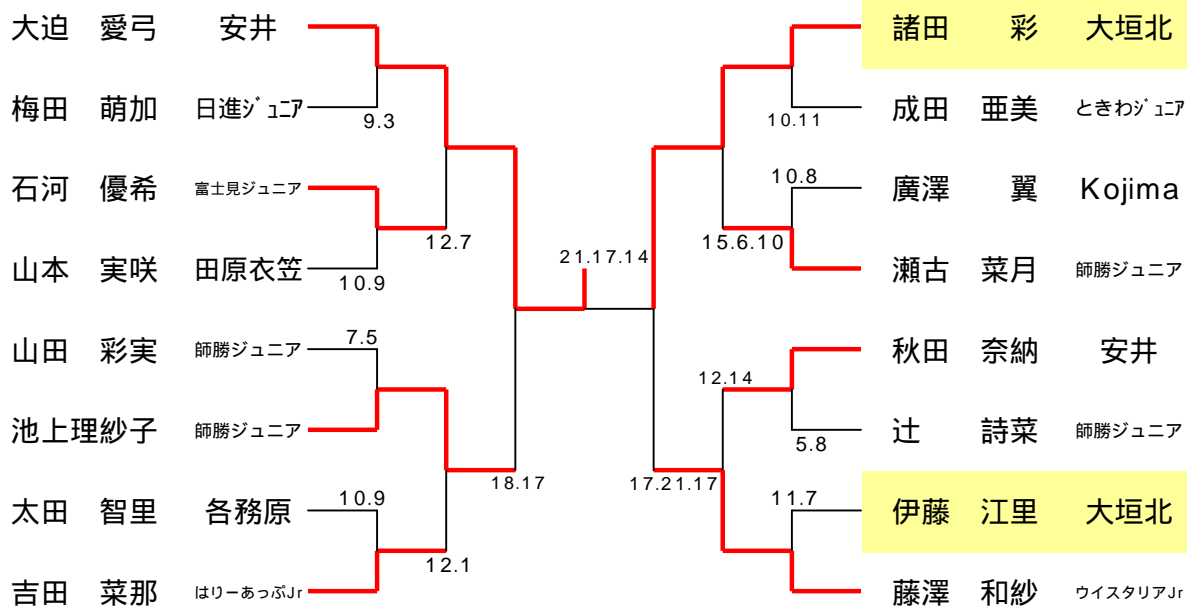 大迫 愛弓 安井
諸田 彩 大垣北
梅田 萌加 日進ジュニア
9.3
10.11
成田 亜美 ときわジュニア
石河 優希 富士見ジュニア
10.8
廣澤 翼 Kojima
12.7
15.6.10
山本 実咲 田原衣笠
10.9
21.17.14
瀬古 菜月 師勝ジュニア
山田 彩実 師勝ジュニア
7.5
秋田 奈納 安井
12.14
池上理紗子 師勝ジュニア
5.8
辻 詩菜 師勝ジュニア
18.17
17.21.17
太田 智里 各務原
10.9
11.7
伊藤 江里 大垣北
12.1
吉田 菜那 はりーあっぷJr
藤澤 和紗 ウイスタリアJr